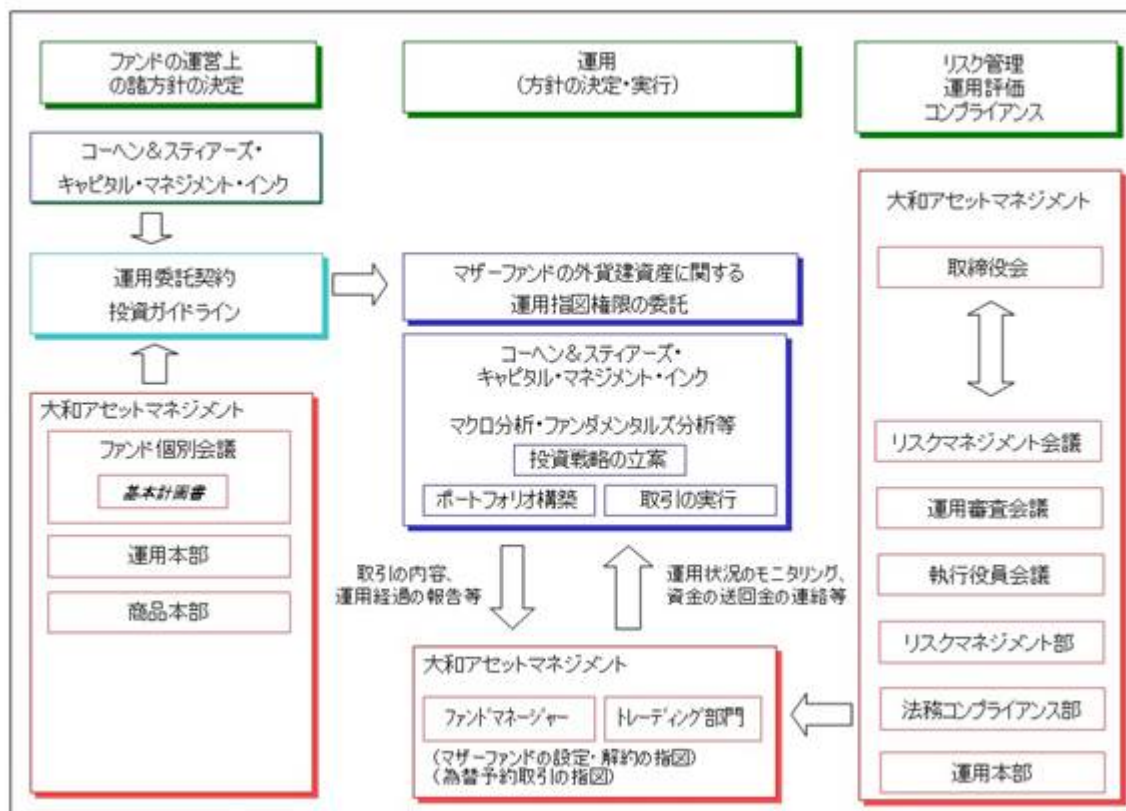 ファンドの運営上
の諸方針の決定
運用
(方針の決定・実行)
リスク管理
運用評価
コンプライアンス
コーヘン&スティアーズ・
キャピタル・マネジメント・インク
運用委託契約
投資ガイドライン
大和アセットマネジメント
ファンド個別会議
基本計画書
運用本部
商品本部
マザーファンドの外貨建資産に関する
運用指図権限の委託
コーヘン&スティアーズ・
キャピタル・マネジメント・インク
マクロ分析・ファンダメンタルズ分析等
投資戦略の立案
ポートフォリオ構築
取引の実行
取引の内容、
運用経過の報告等
運用状況のモニタリング、
資金の送回金の連絡等
大和アセットマネジメント
ファンドマネージャー
トレーディング部門
(マザーファンドの設定・解約の指図)
(為替予約取引の指図)
大和アセットマネジメント
取締役会
リスクマネジメント会議
運用審査会議
執行役員会議
リスクマネジメント部
法務コンプライアンス部
運用本部